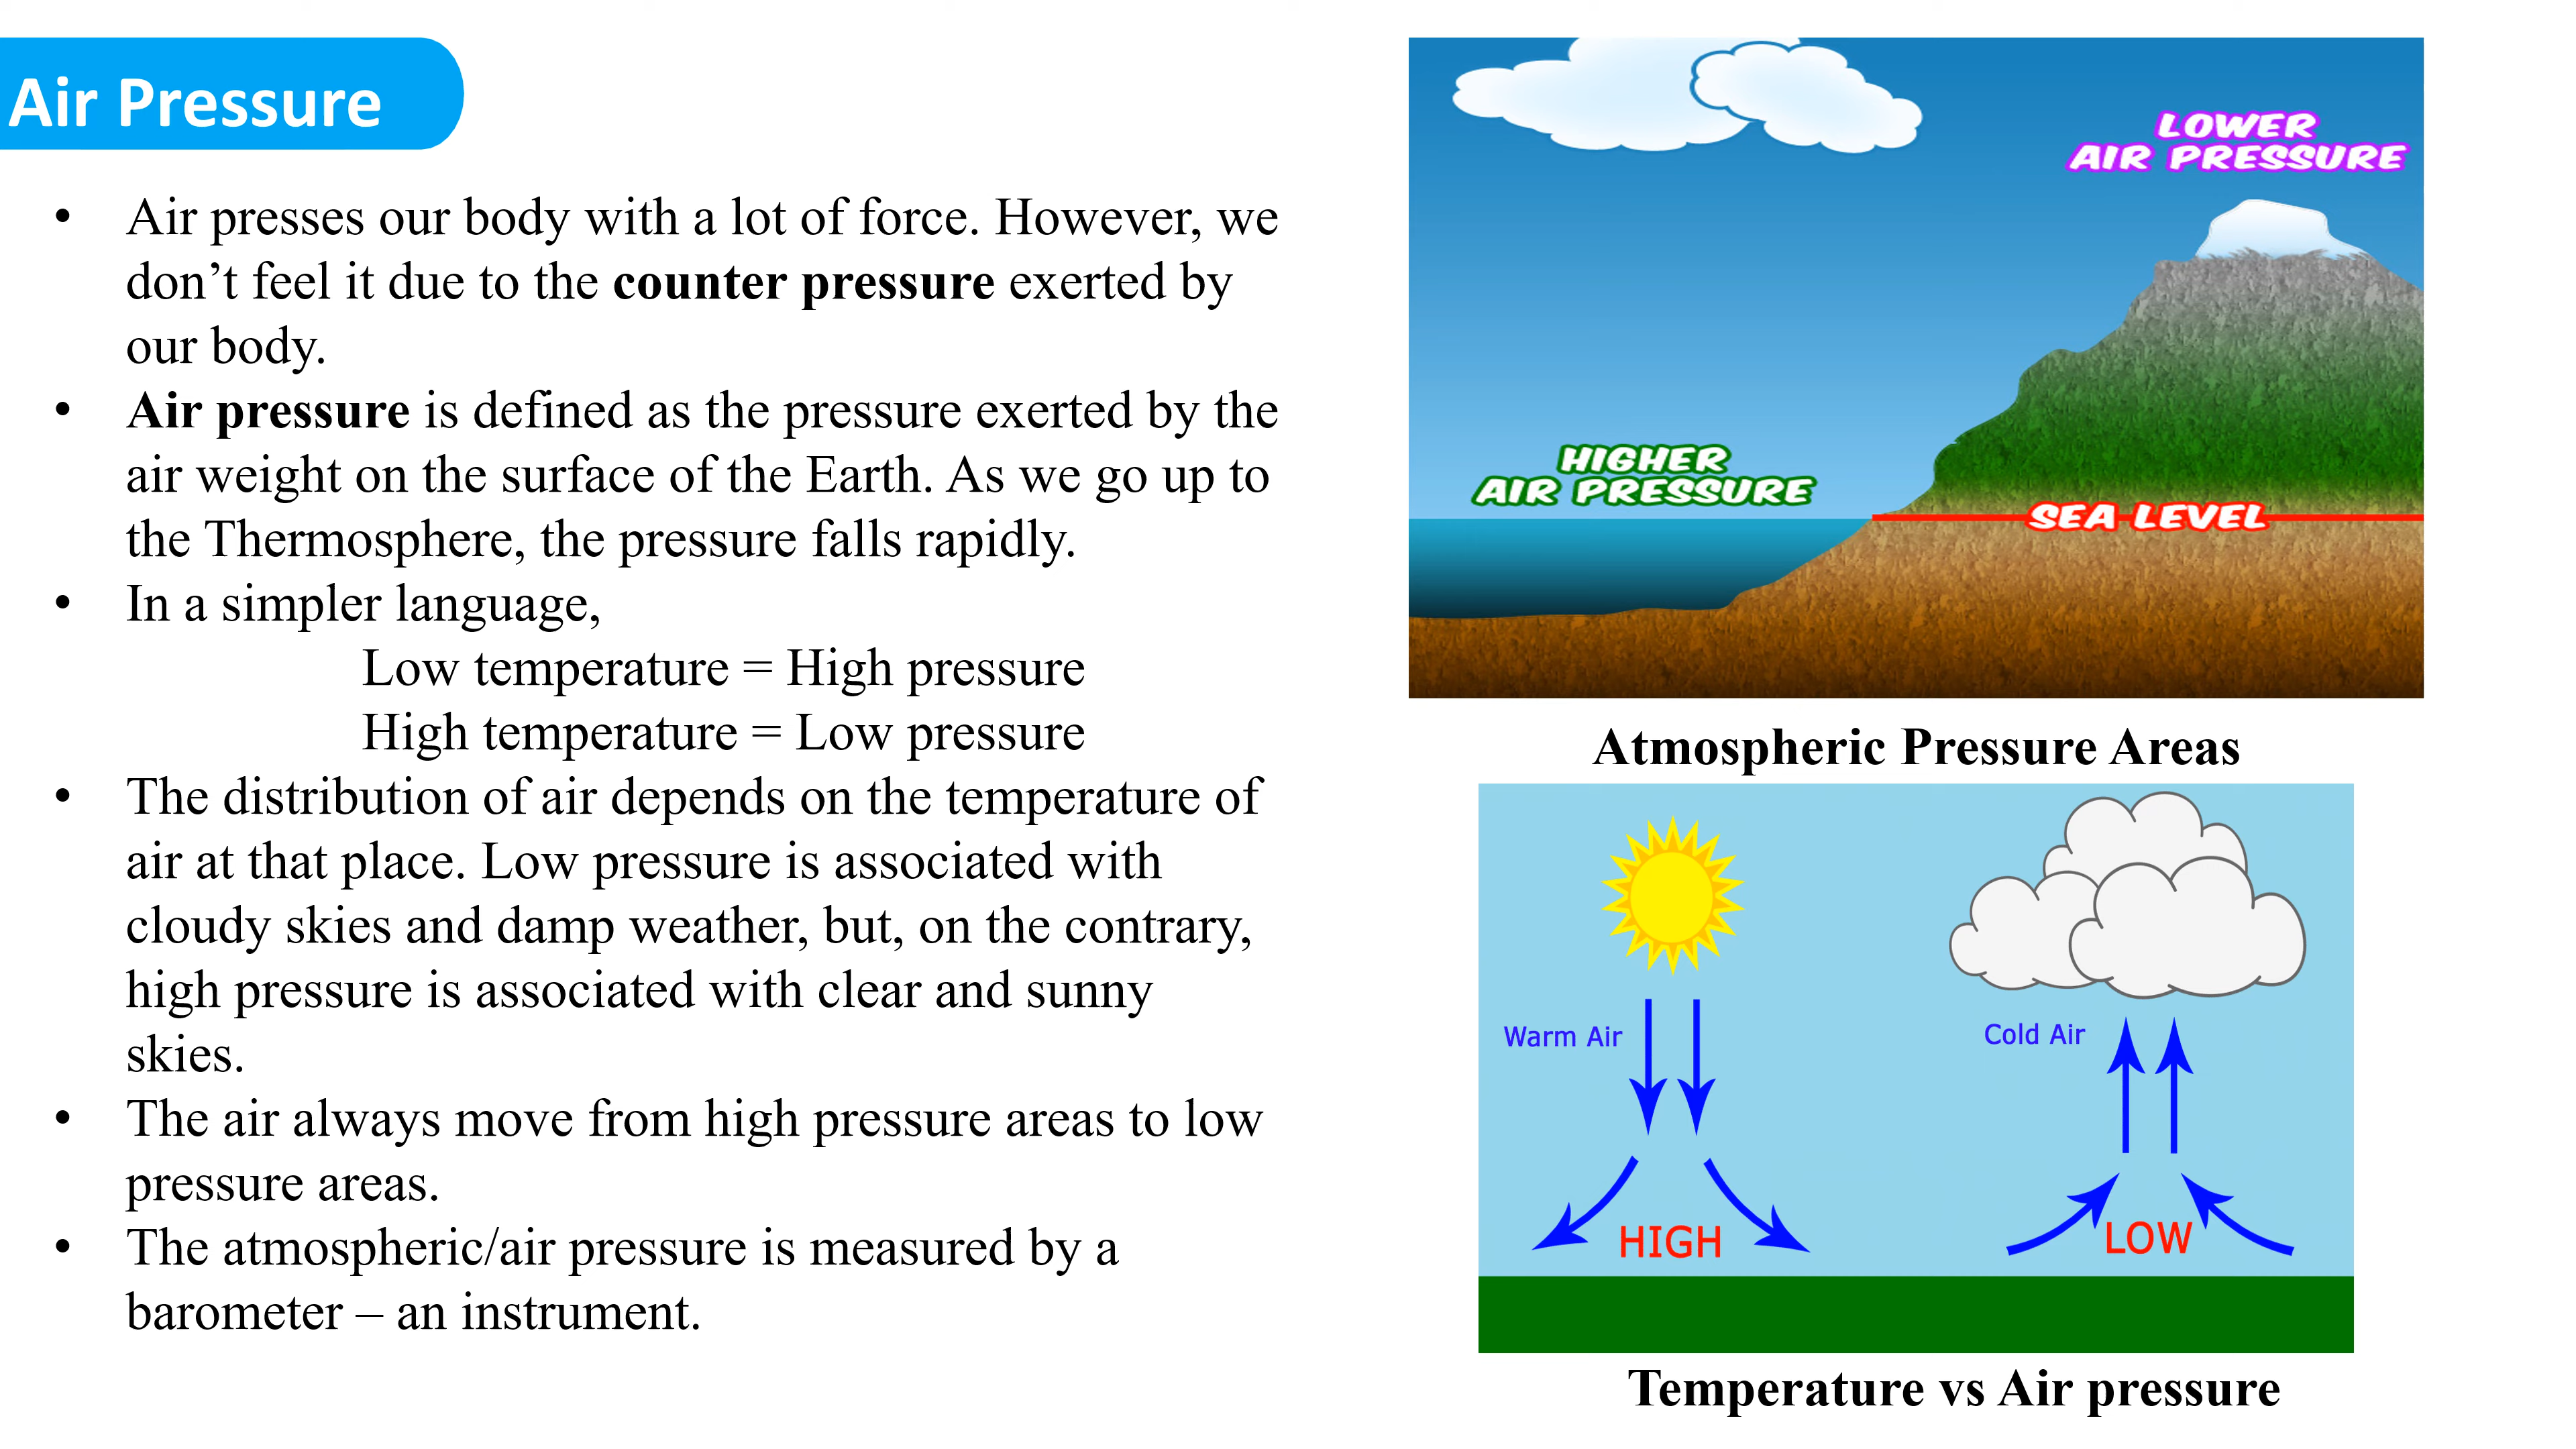 Air Pressure
• Air presses our body with a lot of force. However, we
don’t feel it due to the counter pressure exerted by
our body.
• Air pressure is defined as the pressure exerted by the
air weight on the surface of the Earth. As we go up to
the Thermosphere, the pressure falls rapidly.
• In a simpler language,
Low temperature = High pressure
High temperature = Low pressure
• The distribution of air depends on the temperature of
air at that place. Low pressure is associated with
cloudy skies and damp weather, but, on the contrary,
high pressure is associated with clear and sunny
skies.
• The air always move from high pressure areas to low
pressure areas.
• The atmospheric/air pressure is measured by a
barometer – an instrument.
LOWER
AIR PRESSURE
HIGHER
AIR PRESSURE
SEA LEVEL
Atmospheric Pressure Areas
Warm Air
Cold Air
HIGH
LOW
Temperature vs Air pressure